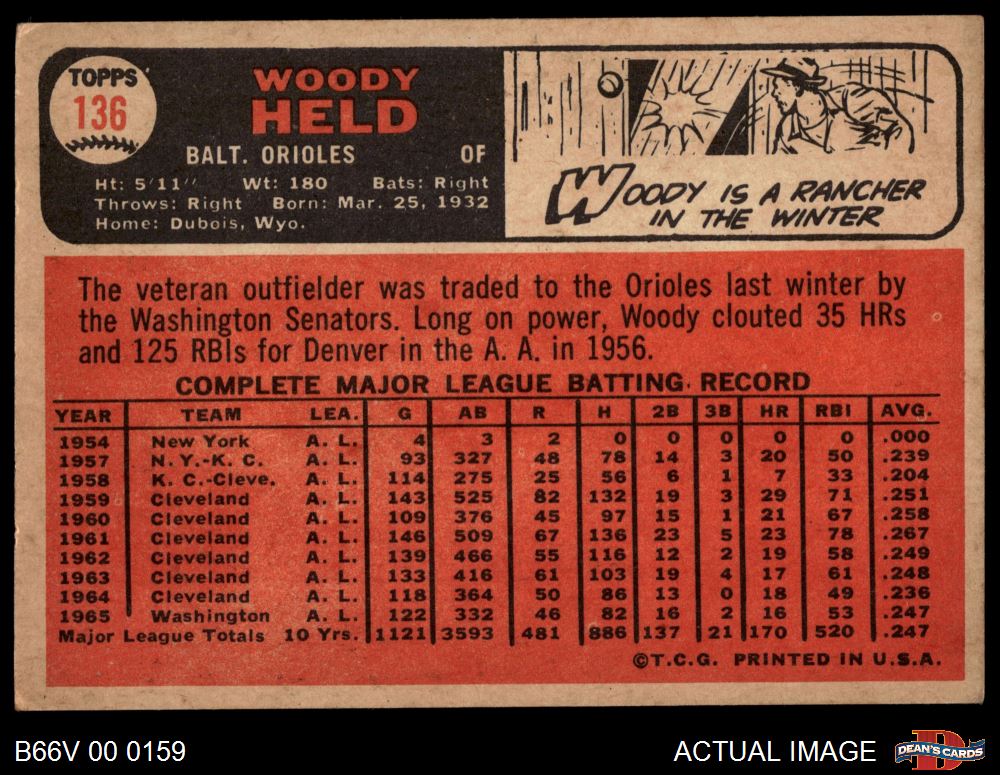 TOPPS
136
WOODY
HELD
BALT. ORIOLES OF
Ht: 5'11" Wt: 180 Bats: Right
Throws: Right Born: Mar. 25, 1932
Home: Dubois, Wyo.
WOODY IS A RANCHER
IN THE WINTER
The veteran outfielder was traded to the Orioles last winter by
the Washington Senators. Long on power, Woody clouted 35 HRs
and 125 RBIs for Denver in the A. A. in 1956.
COMPLETE MAJOR LEAGUE BATTING RECORD
YEAR TEAM LEA. G AB R H 2B 3B HR RBI AVG.
1954 New York A. L. 4 3 2 0 0 0 0 0 .000
1957 N. Y.-K. C. A. L. 93 327 48 78 14 3 20 50 .239
1958 K. C.-Cleve. A. L. 114 275 25 56 6 1 7 33 .204
1959 Cleveland A. L. 143 525 82 132 19 3 29 71 .251
1960 Cleveland A. L. 109 376 45 97 15 1 21 67 .258
1961 Cleveland A. L. 146 509 67 136 23 5 23 78 .267
1962 Cleveland A. L. 139 466 55 116 12 2 19 58 .249
1963 Cleveland A. L. 133 416 61 103 19 4 17 61 .248
1964 Cleveland A. L. 118 364 50 86 13 0 18 49 .236
1965 Washington A. L. 122 332 46 82 16 2 16 53 .247
Major League Totals 10 Yrs. 1121 3593 481 886 137 21 170 520 .247
©T.C.G. PRINTED IN U.S.A.
B66V 00 0159
ACTUAL IMAGE
DEAN'S CARDS